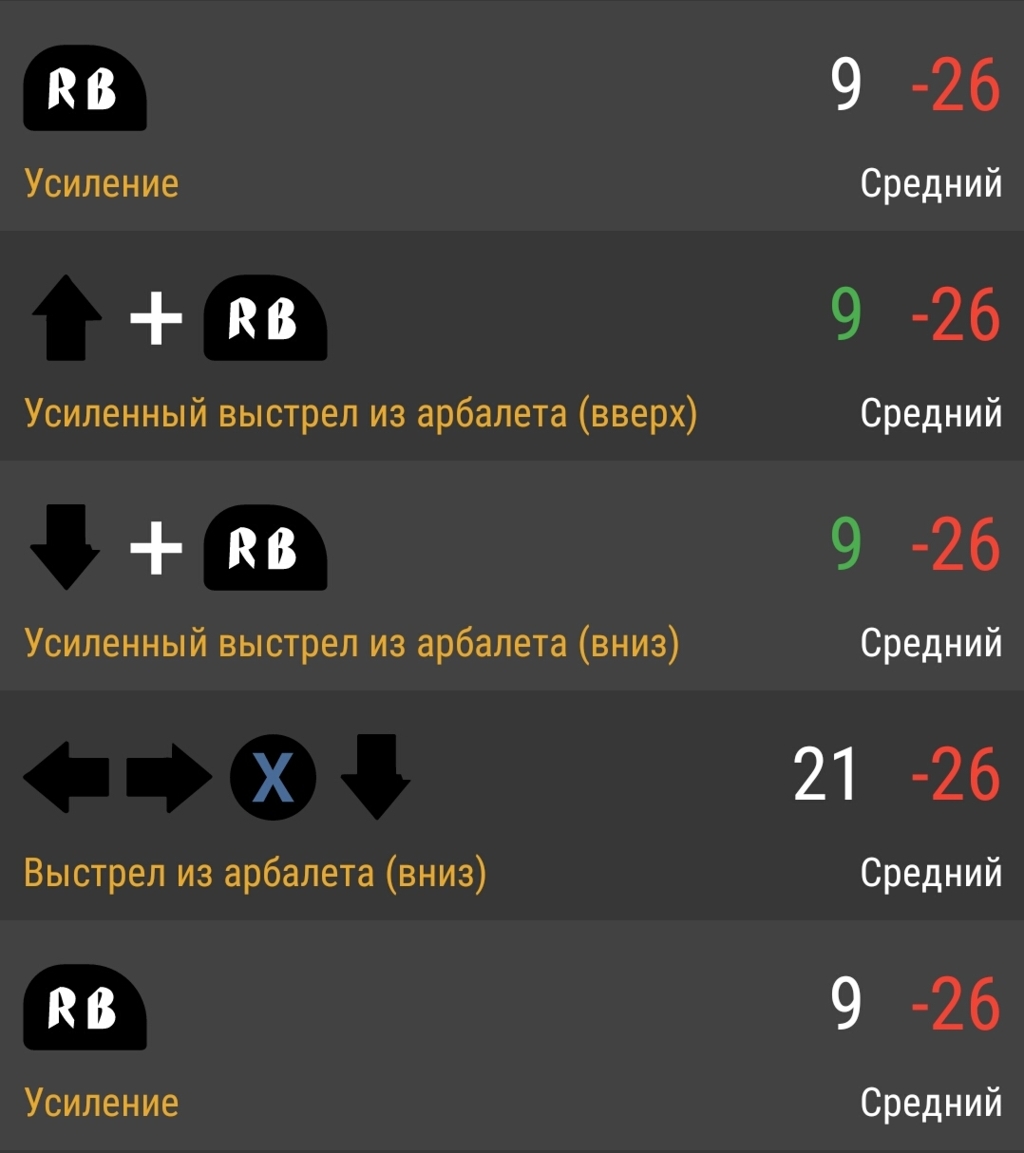 RB 9 -26
Усиление Средний
+ RB 9 -26
Усиленный выстрел из арбалета (вверх) Средний
+ RB 9 -26
Усиленный выстрел из арбалета (вниз) Средний
X 21 -26
Выстрел из арбалета (вниз) Средний
RB 9 -26
Усиление Средний